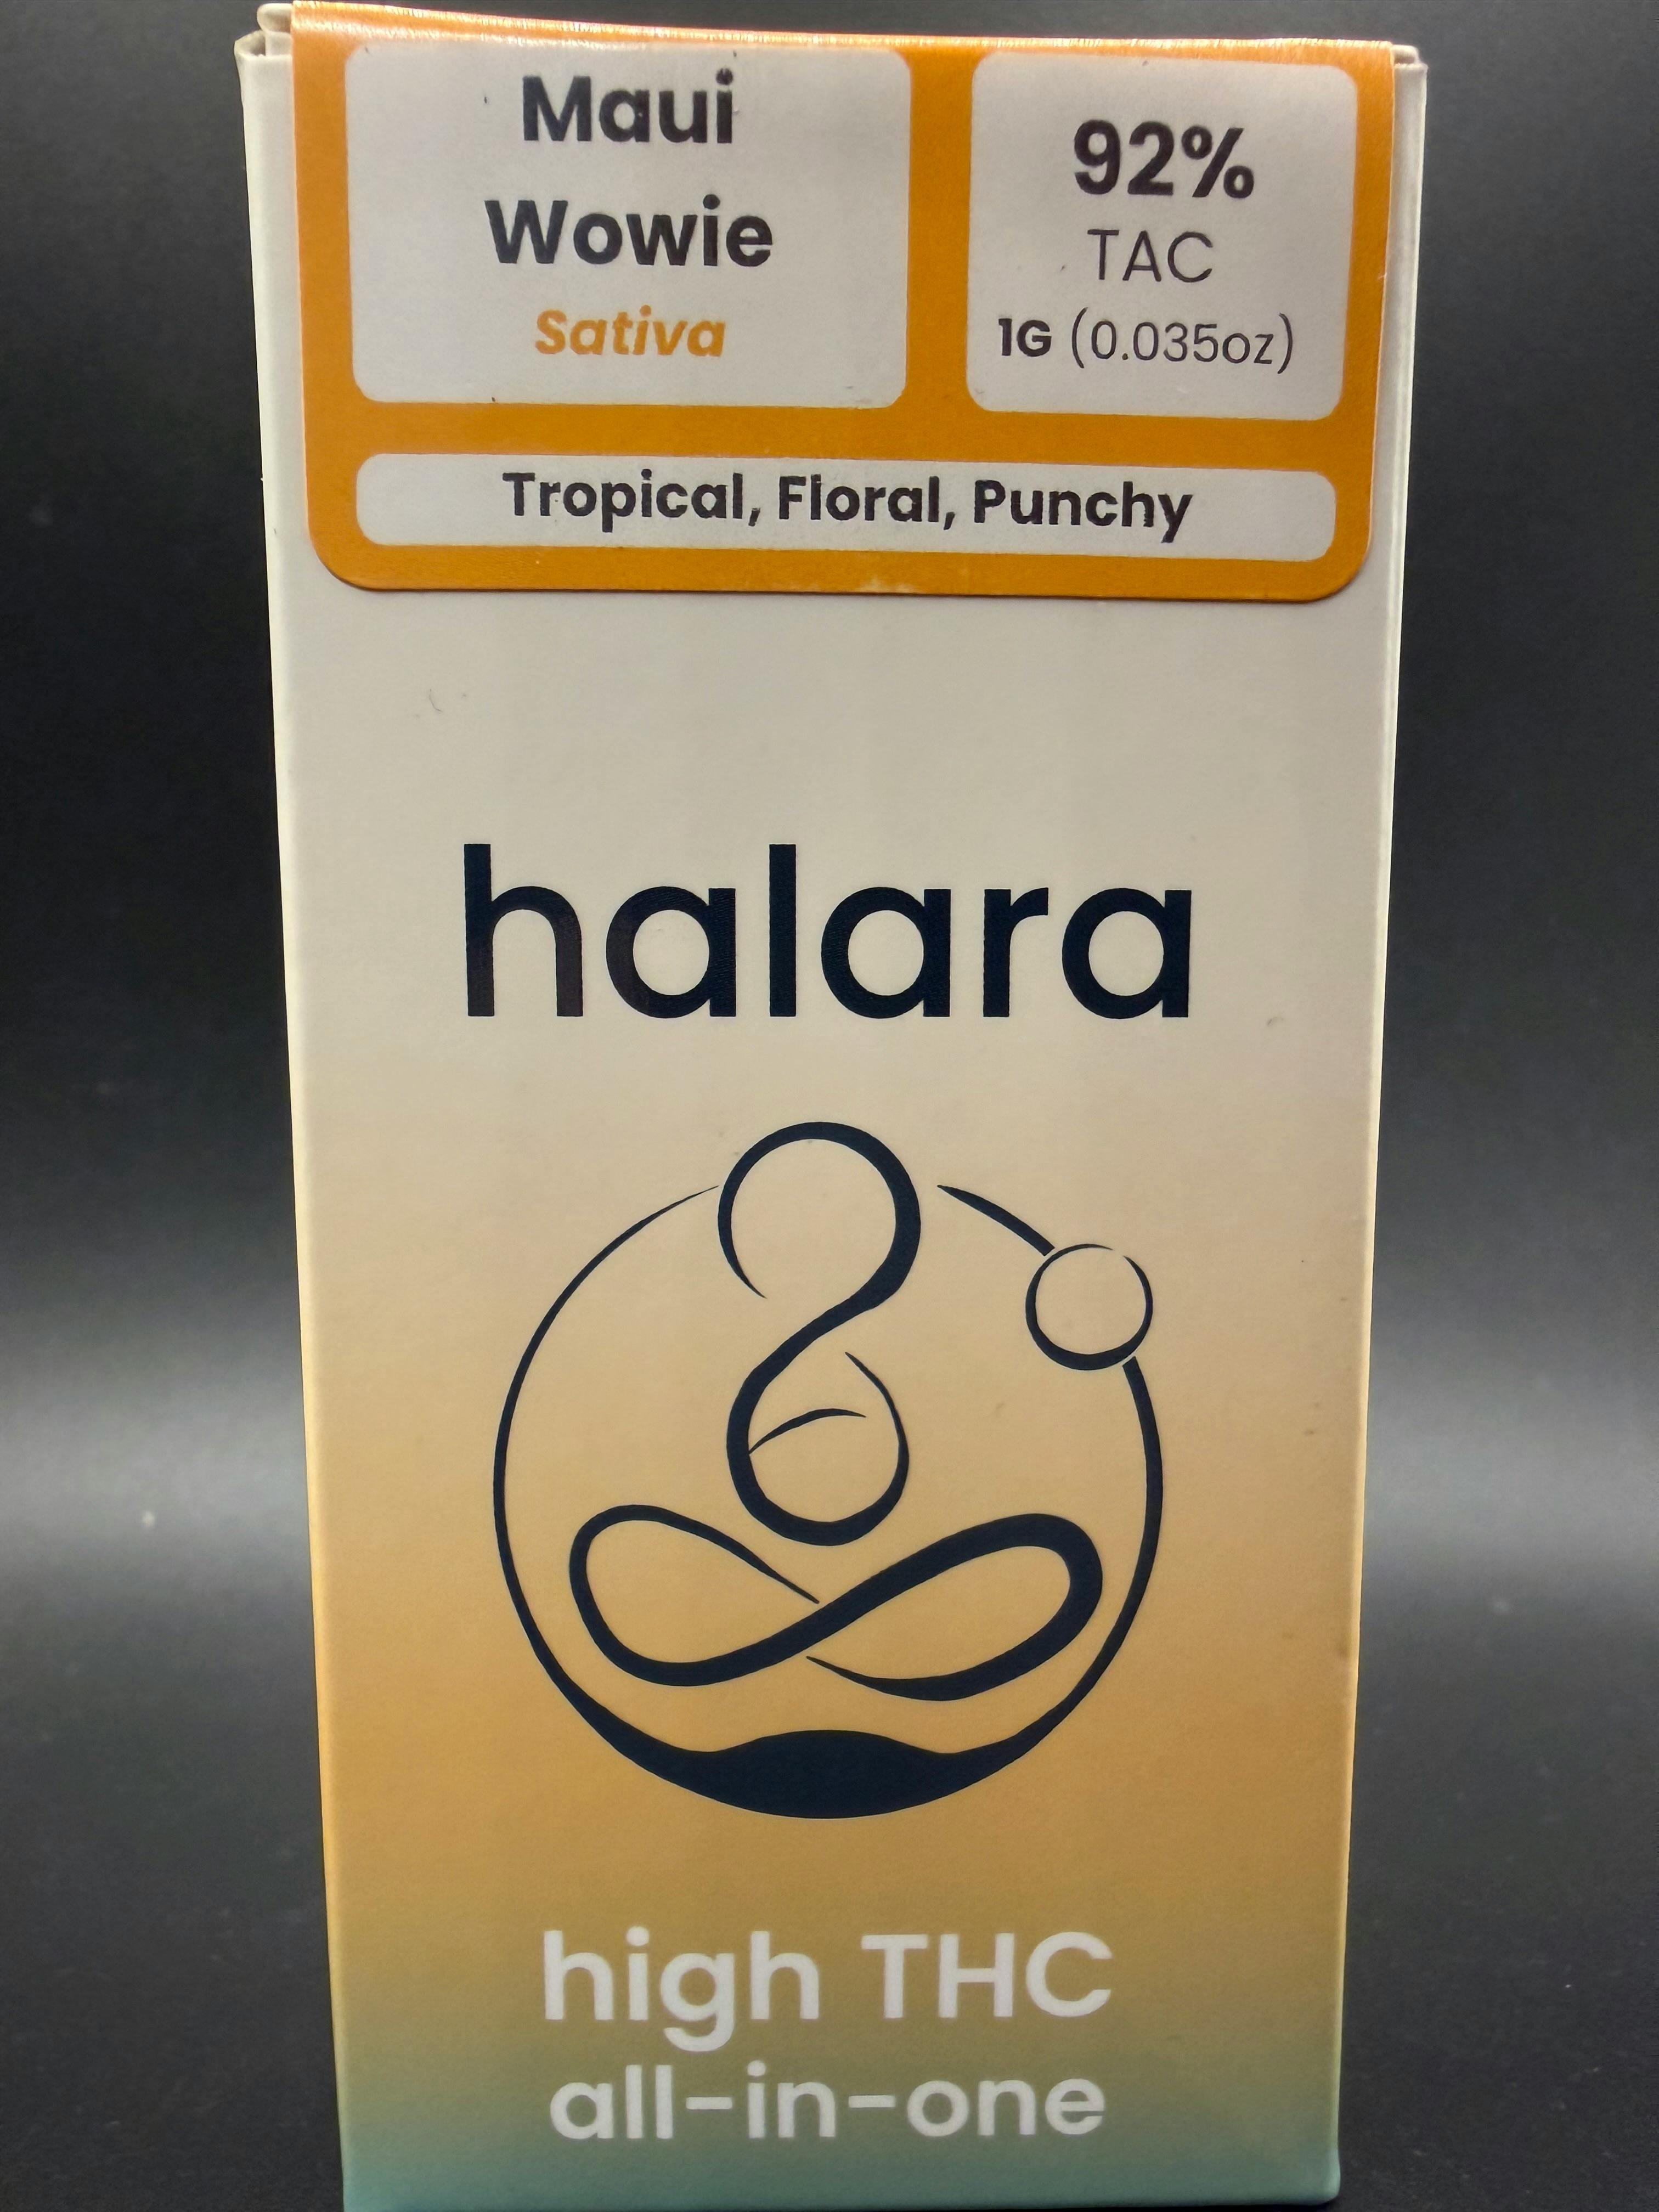 Maui
Wowie
Sativa
92%
TAC
1G (0.035oz)
Tropical, Floral, Punchy
halara
high THC
all-in-one